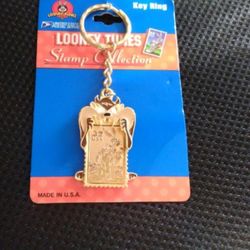 Key Ring
LOONEY TUNES
Stamp Collection
MADE IN U.S.A.